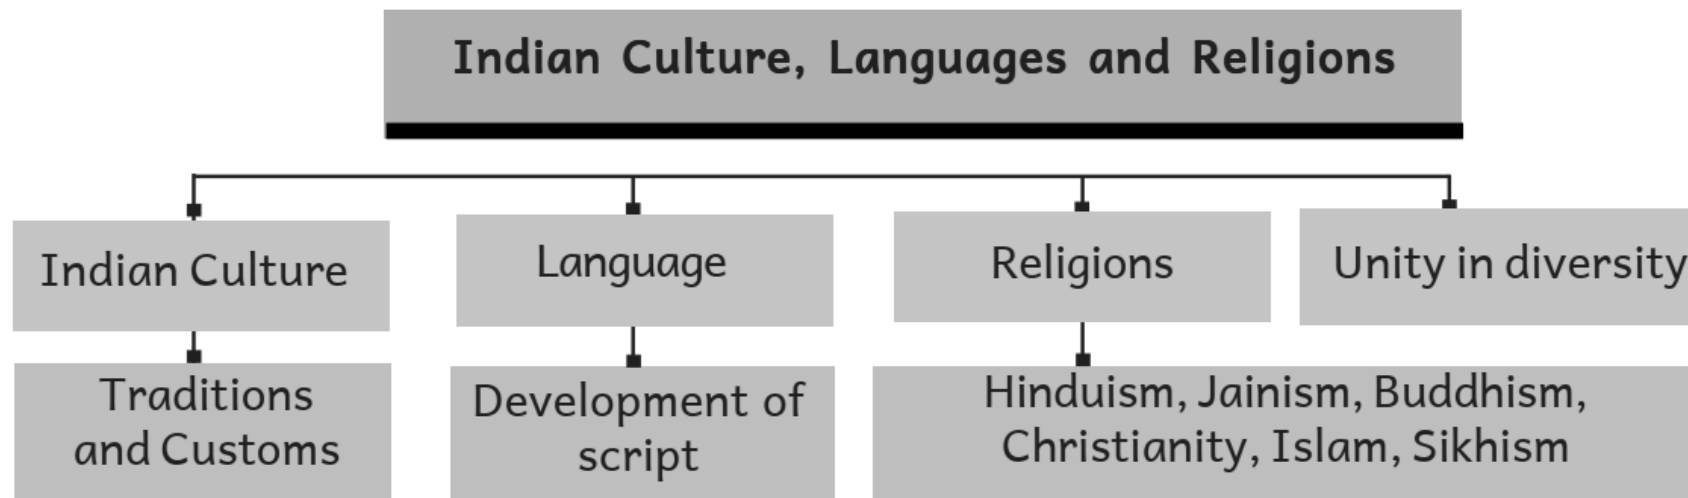 Indian Culture, Languages and Religions
Indian Culture
Language
Religions
Unity in diversity
Traditions
and Customs
Development of
script
Hinduism, Jainism, Buddhism,
Christianity, Islam, Sikhism